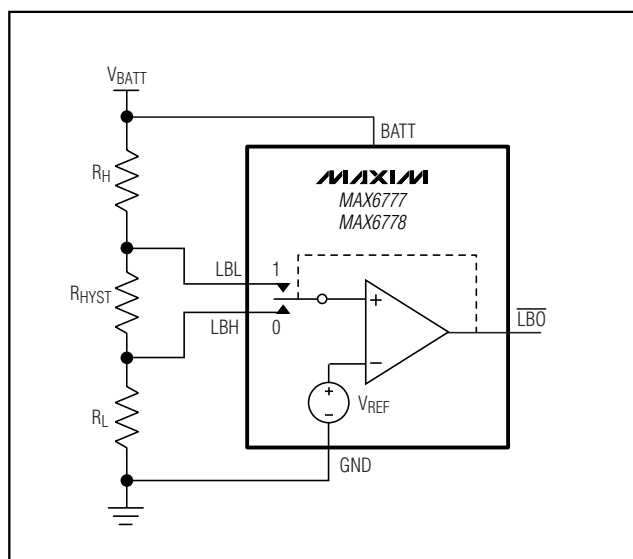 VBATT
BATT
RH
MAXIM
MAX6777
MAX6778
LBL 1
RHYST
LBH 0
+
−
LBO
+
−
VREF
RL
GND